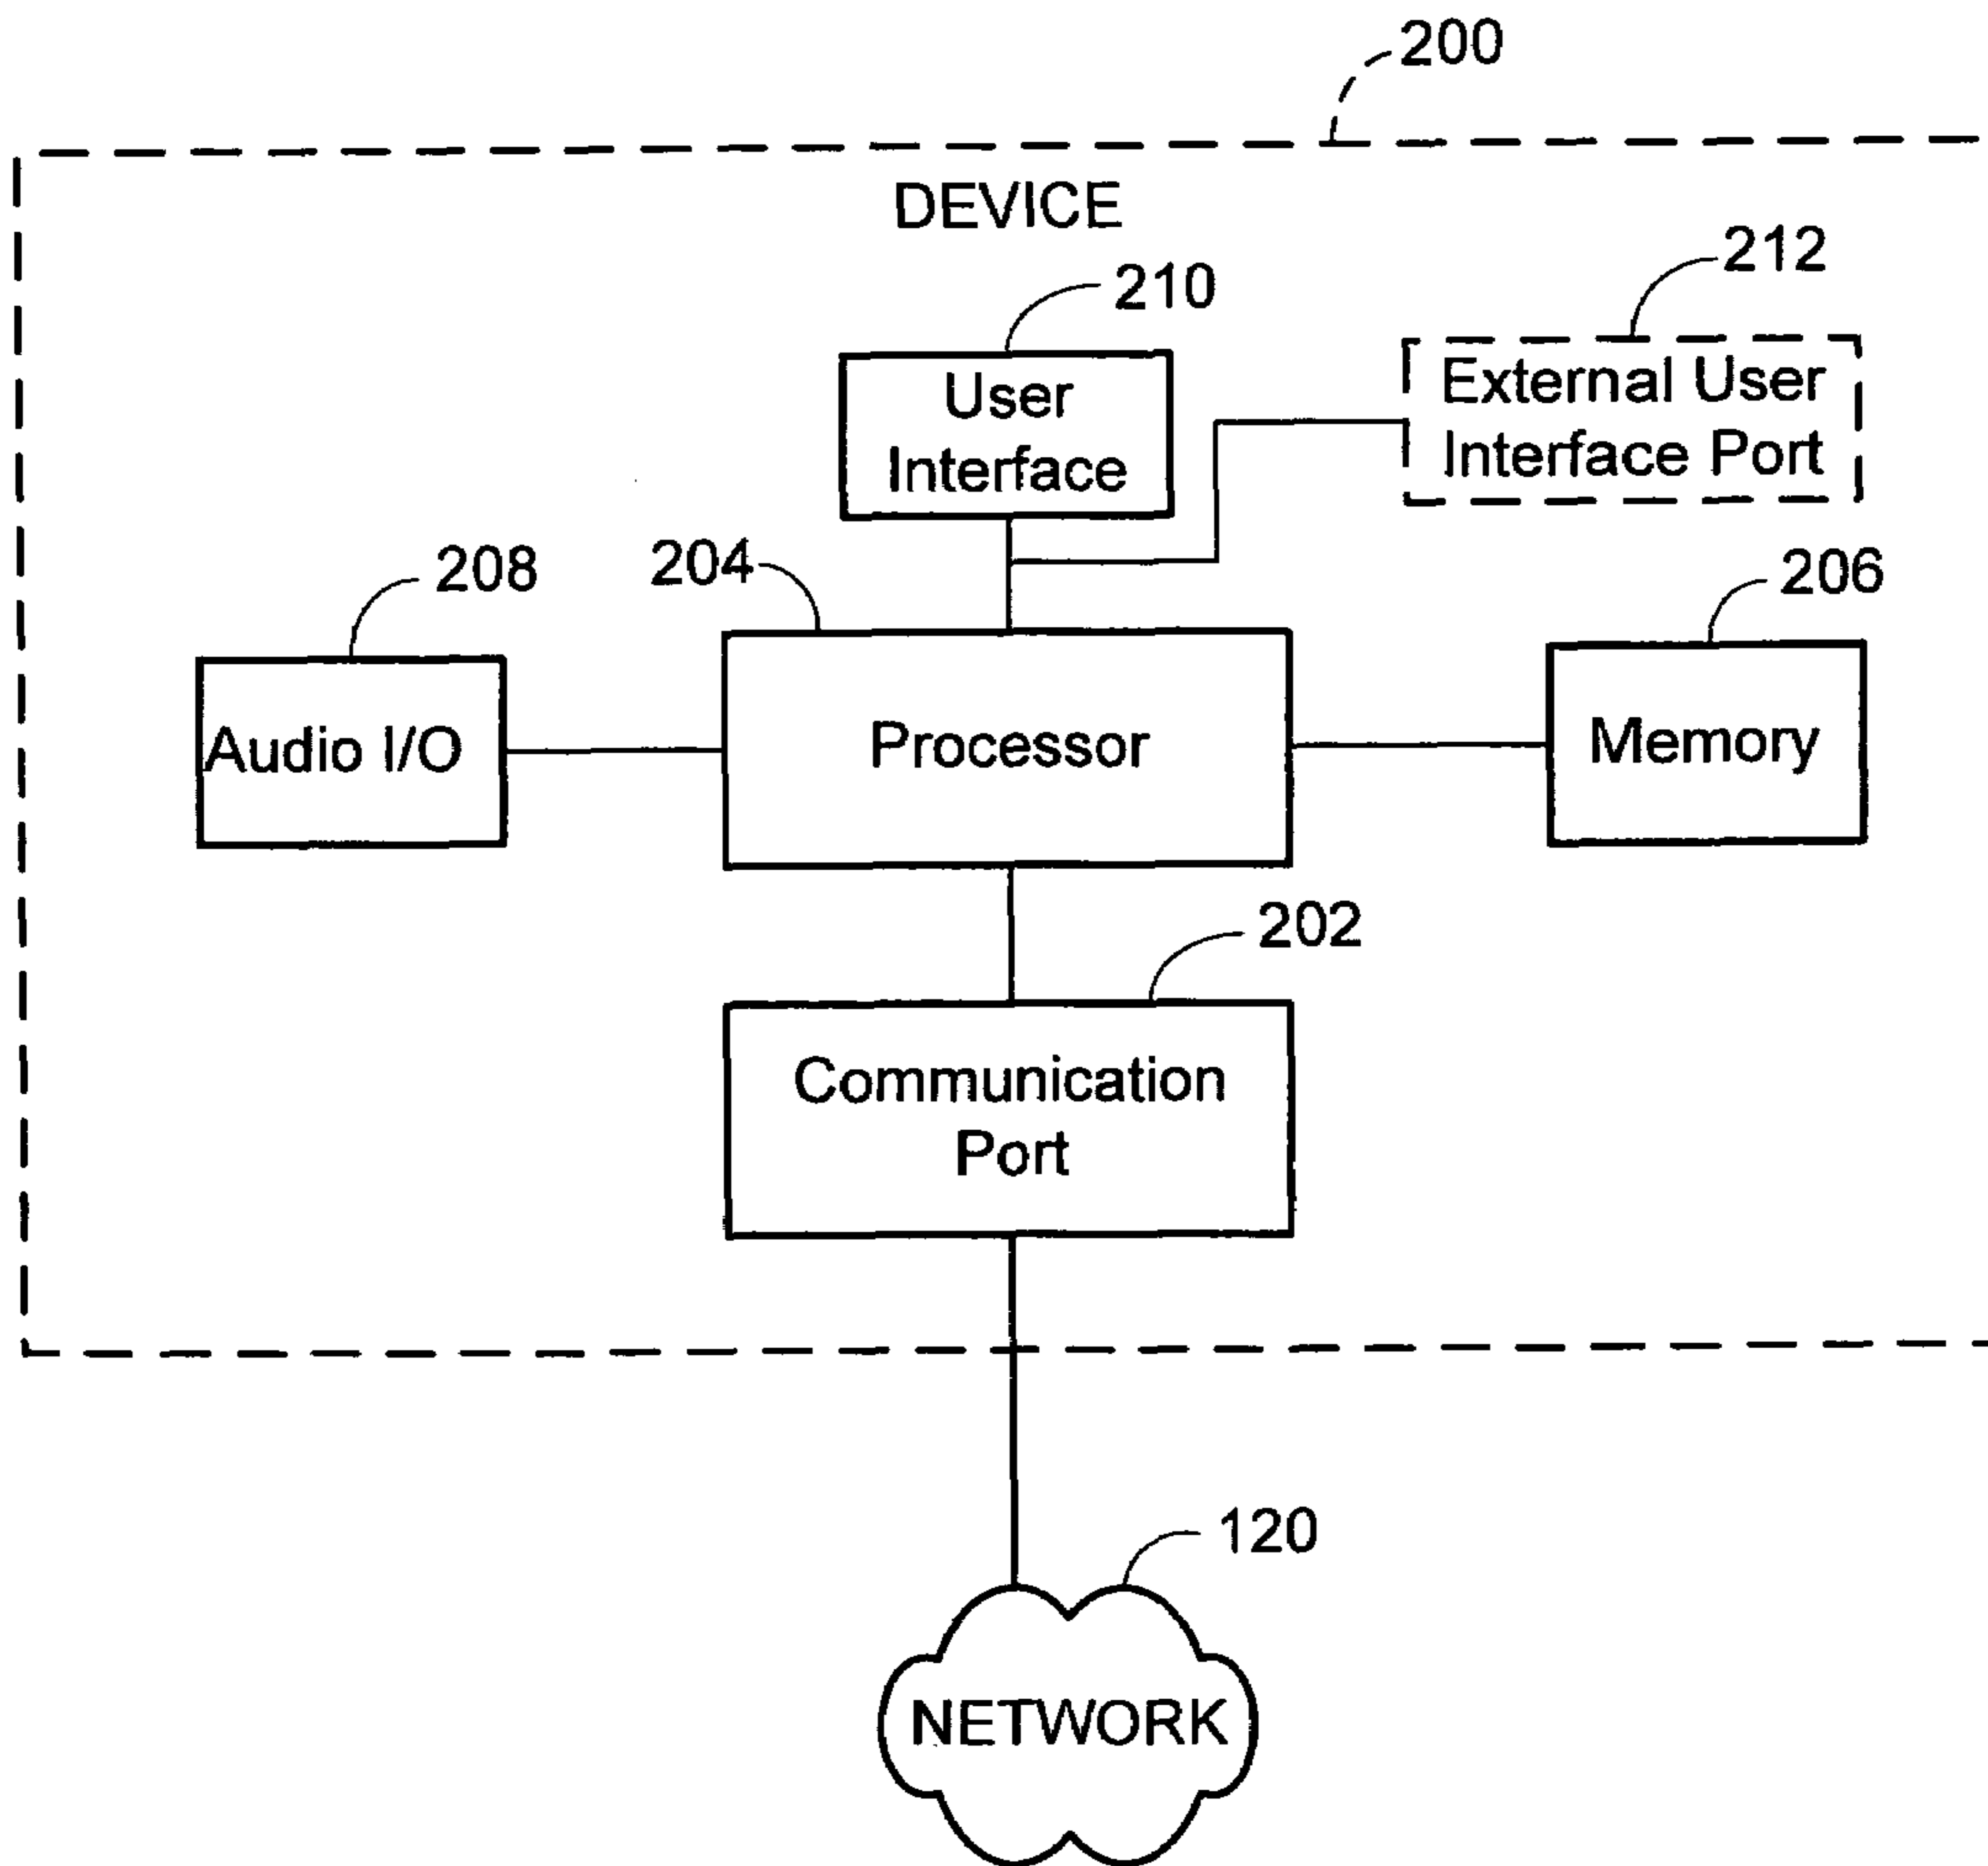 200
DEVICE
212
210
External User
Interface Port
User
Interface
208
204
206
Audio I/O
Processor
Memory
202
Communication
Port
120
NETWORK